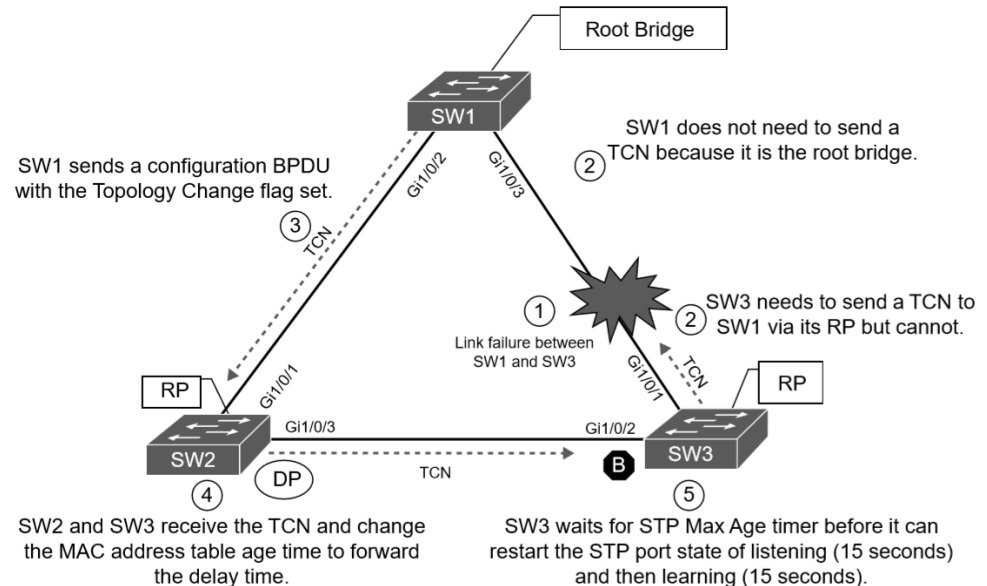 Root Bridge
SW1
SW1 does not need to send a
TCN because it is the root bridge.
2
SW1 sends a configuration BPDU
with the Topology Change flag set.
3
TCN
Gi1/0/2
Gi1/0/3
1
Link failure between
SW1 and SW3
2
SW3 needs to send a TCN to
SW1 via its RP but cannot.
TCN
Gi1/0/1
RP
RP
Gi1/0/1
Gi1/0/3
Gi1/0/2
SW2
DP
TCN
B
SW3
4
SW2 and SW3 receive the TCN and change
the MAC address table age time to forward
the delay time.
5
SW3 waits for STP Max Age timer before it can
restart the STP port state of listening (15 seconds)
and then learning (15 seconds).